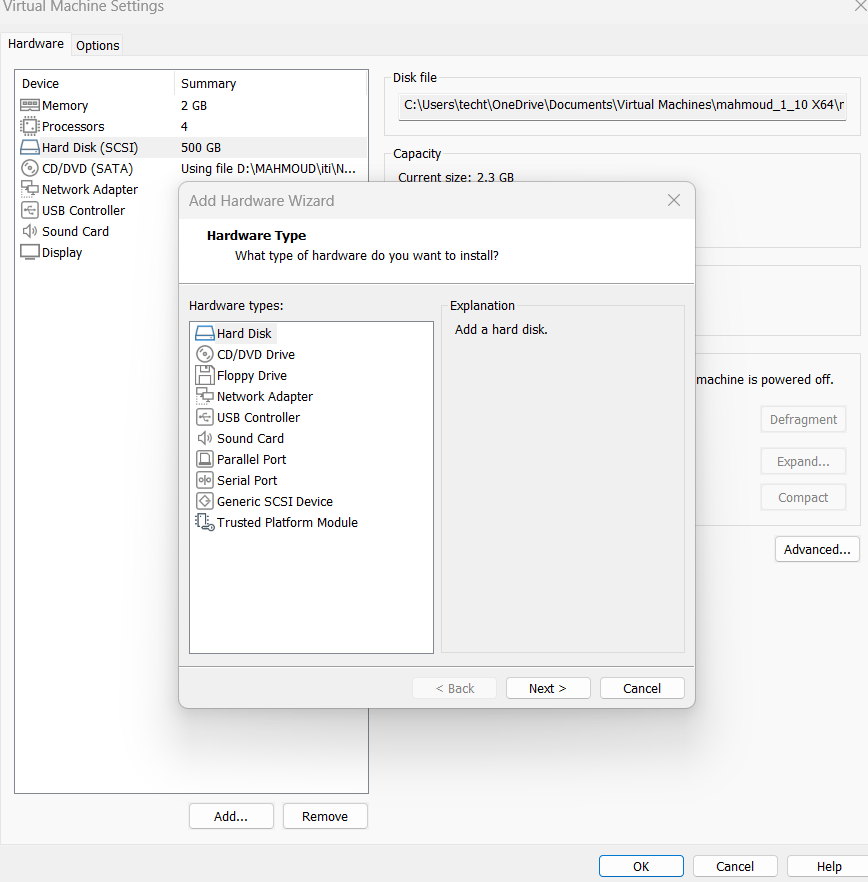 Virtual Machine Settings
Hardware Options
Device Summary
Memory 2 GB
Processors 4
Hard Disk (SCSI) 500 GB
CD/DVD (SATA) Using file D:\MAHMOUD\iti\N...
Network Adapter
USB Controller
Sound Card
Display
Disk file
C:\Users\techt\OneDrive\Documents\Virtual Machines\mahmoud_1_10 X64\r
Capacity
Current size: 2.3 GB
Add Hardware Wizard
Hardware Type
What type of hardware do you want to install?
Hardware types:
Hard Disk
CD/DVD Drive
Floppy Drive
Network Adapter
USB Controller
Sound Card
Parallel Port
Serial Port
Generic SCSI Device
Trusted Platform Module
Explanation
Add a hard disk.
< Back Next > Cancel
machine is powered off.
Defragment
Expand...
Compact
Advanced...
Add... Remove
OK Cancel Help